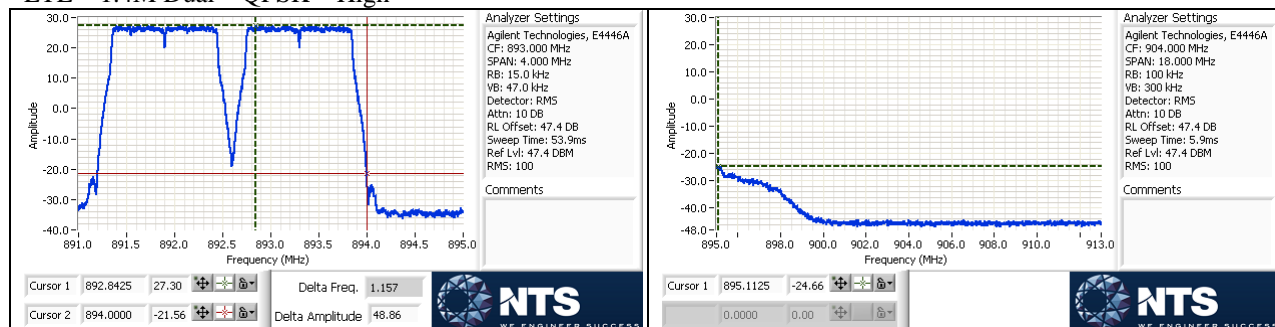 LTE - 1.4M Dual - QPSK - High
30.0
20.0
10.0
0.0
-10.0
-20.0
-30.0
-40.0
Amplitude
891.0 891.5 892.0 892.5 893.0 893.5 894.0 894.5 895.0
Frequency (MHz)
Analyzer Settings
Agilent Technologies, E4446A
CF: 893.000 MHz
SPAN: 4.000 MHz
RB: 15.0 kHz
VB: 47.0 kHz
Detector: RMS
Attn: 10 DB
RL Offset: 47.4 DB
Sweep Time: 53.9ms
Ref Lvl: 47.4 DBM
RMS: 100
Comments
Cursor 1 892.8425 27.30
Cursor 2 894.0000 -21.56
Delta Freq. 1.157
Delta Amplitude 48.86
NTS
WE ENGINEER SUCCESS
30.0
20.0
10.0
0.0
-10.0
-20.0
-30.0
-40.0
-48.0
Amplitude
895.0 898.0 900.0 902.0 904.0 906.0 908.0 910.0 913.0
Frequency (MHz)
Analyzer Settings
Agilent Technologies, E4446A
CF: 904.000 MHz
SPAN: 18.000 MHz
RB: 100 kHz
VB: 300 kHz
Detector: RMS
Attn: 10 DB
RL Offset: 47.4 DB
Sweep Time: 5.9ms
Ref Lvl: 47.4 DBM
RMS: 100
Comments
Cursor 1 895.1125 -24.66
0.0000 0.00
NTS
WE ENGINEER SUCCESS